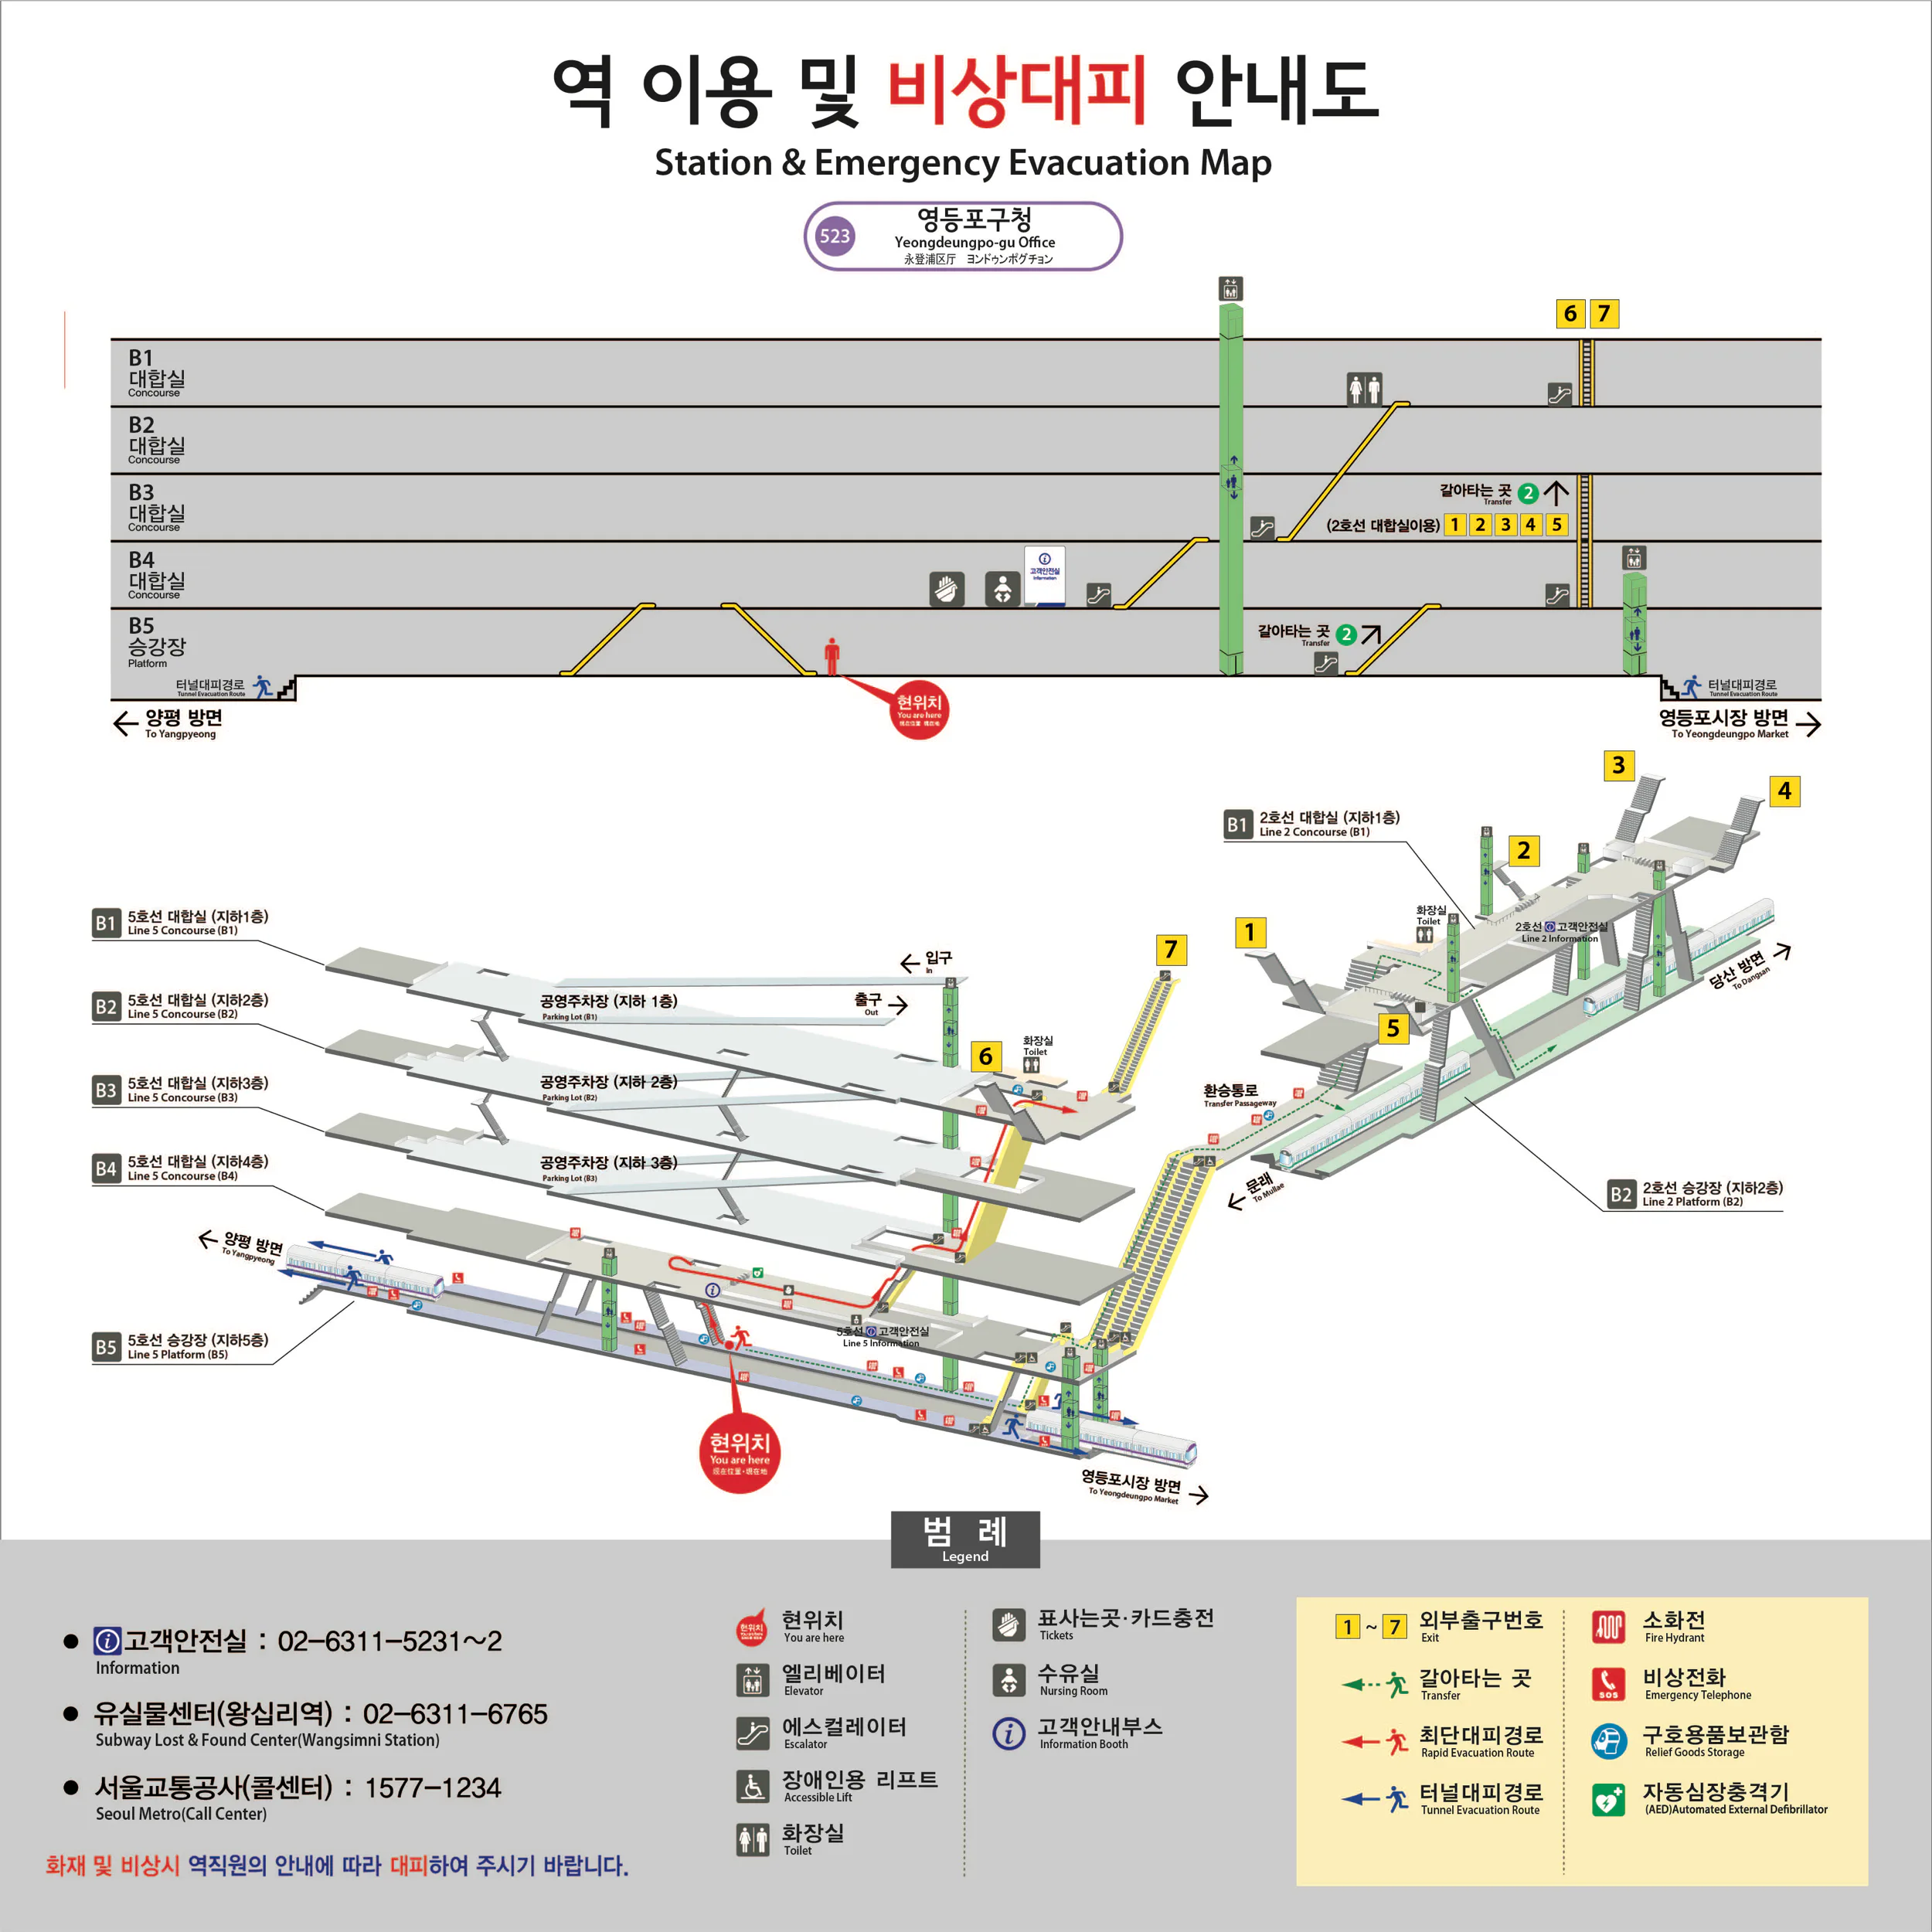 역 이용 및 비상대피 안내도
Station & Emergency Evacuation Map
523
영등포구청
Yeongdeungpo-gu Office
永登浦区厅 ヨンドゥンポグチョン
6 7
B1
대합실
Concourse
B2
대합실
Concourse
B3
대합실
Concourse
갈아타는 곳 2
Transfer
(2호선 대합실이용) 1 2 3 4 5
B4
대합실
Concourse
고객안전실
Information
B5
승강장
Platform
갈아타는 곳 2
Transfer
터널대피경로
Tunnel Evacuation Route
터널대피경로
Tunnel Evacuation Route
현위치
You are here
양평 방면
To Yangpyeong
영등포시장 방면
To Yeongdeungpo Market
3
4
B1 2호선 대합실 (지하1층)
Line 2 Concourse (B1)
2
화장실
Toilet
2호선 고객안전실
Line 2 Information
1
당산 방면
To Dangsan
5
B1 5호선 대합실 (지하1층)
Line 5 Concourse (B1)
입구
In
7
공영주차장 (지하 1층)
Parking Lot (B1)
출구
Out
B2 5호선 대합실 (지하2층)
Line 5 Concourse (B2)
6
화장실
Toilet
공영주차장 (지하 2층)
Parking Lot (B2)
B3 5호선 대합실 (지하3층)
Line 5 Concourse (B3)
환승통로
Transfer Passageway
공영주차장 (지하 3층)
Parking Lot (B3)
B4 5호선 대합실 (지하4층)
Line 5 Concourse (B4)
문래
To Mullae
B2 2호선 승강장 (지하2층)
Line 2 Platform (B2)
양평 방면
To Yangpyeong
B5 5호선 승강장 (지하5층)
Line 5 Platform (B5)
5호선 고객안전실
Line 5 Information
현위치
You are here
现在位置·現在地
영등포시장 방면
To Yeongdeungpo Market
범 례
Legend
고객안전실 : 02-6311-5231~2
Information
유실물센터(왕십리역) : 02-6311-6765
Subway Lost & Found Center(Wangsimni Station)
서울교통공사(콜센터) : 1577-1234
Seoul Metro(Call Center)
화재 및 비상시 역직원의 안내에 따라 대피하여 주시기 바랍니다.
현위치
현위치
You are here
엘리베이터
Elevator
에스컬레이터
Escalator
장애인용 리프트
Accessible Lift
화장실
Toilet
표사는곳·카드충전
Tickets
수유실
Nursing Room
고객안내부스
Information Booth
1 ~ 7 외부출구번호
Exit
갈아타는 곳
Transfer
최단대피경로
Rapid Evacuation Route
터널대피경로
Tunnel Evacuation Route
소화전
Fire Hydrant
SOS
비상전화
Emergency Telephone
구호용품보관함
Relief Goods Storage
자동심장충격기
(AED)Automated External Defibrillator